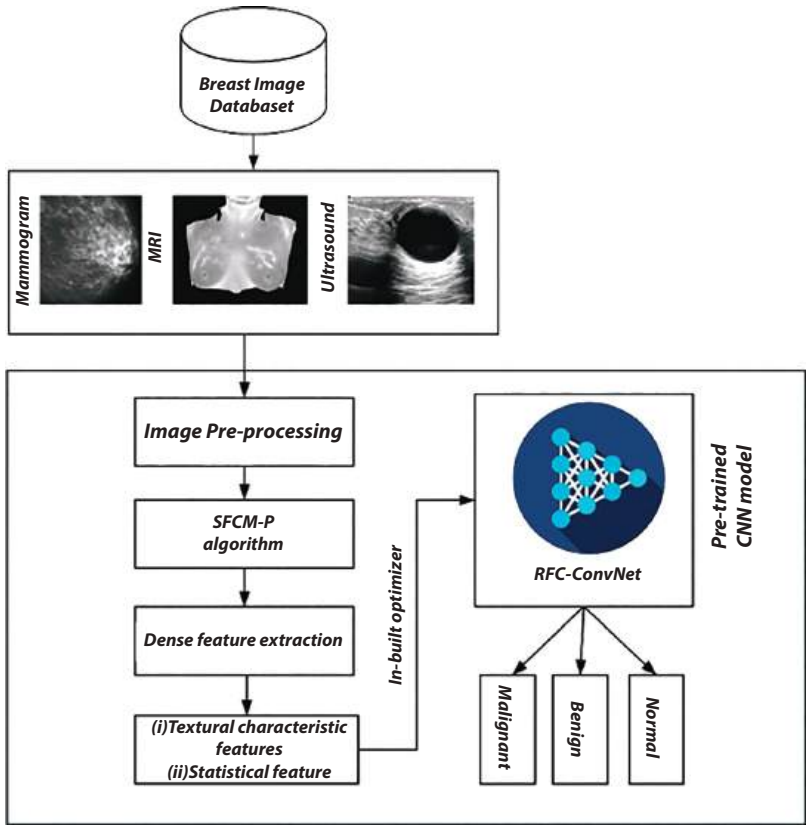 Breast Image
Databaset
Mammogram
MRI
Ultrasound
Image Pre-processing
SFCM-P
algorithm
Dense feature extraction
(i)Textural characteristic
features
(ii)Statistical feature
In-built optimizer
RFC-ConvNet
Pre-trained
CNN model
Malignant
Benign
Normal